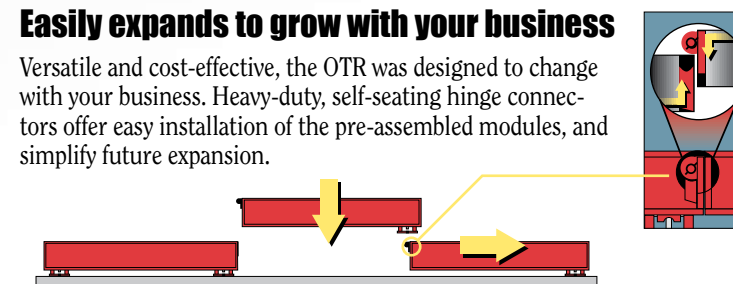 Easily expands to grow with your business
Versatile and cost-effective, the OTR was designed to change
with your business. Heavy-duty, self-seating hinge connec-
tors offer easy installation of the pre-assembled modules, and
simplify future expansion.